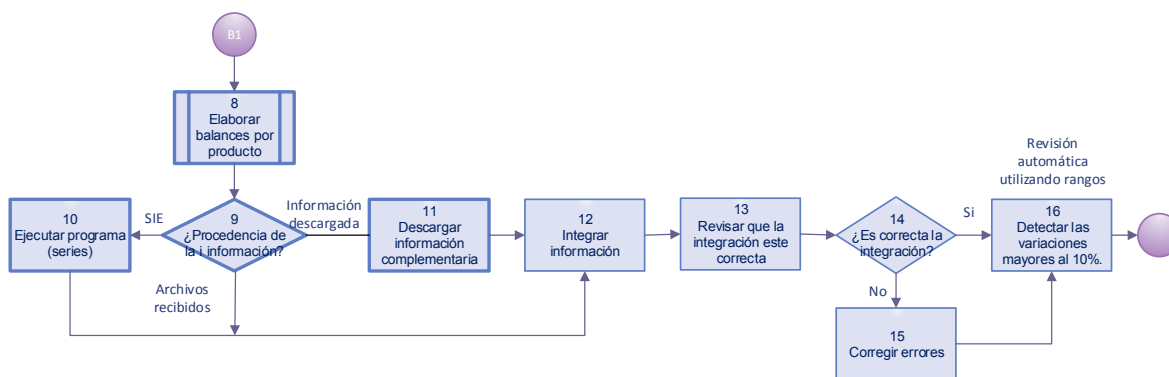 B1
8
Elaborar
balances por
producto
Información
descargada
SIE
10
Ejecutar programa
(series)
9
¿Procedencia de
la i información?
11
Descargar
información
complementaria
12
Integrar
información
13
Revisar que la
integración este
correcta
14
¿Es correcta la
integración?
Si
Revisión
automática
utilizando rangos
16
Detectar las
variaciones
mayores al 10%.
Archivos
recibidos
No
15
Corregir errores